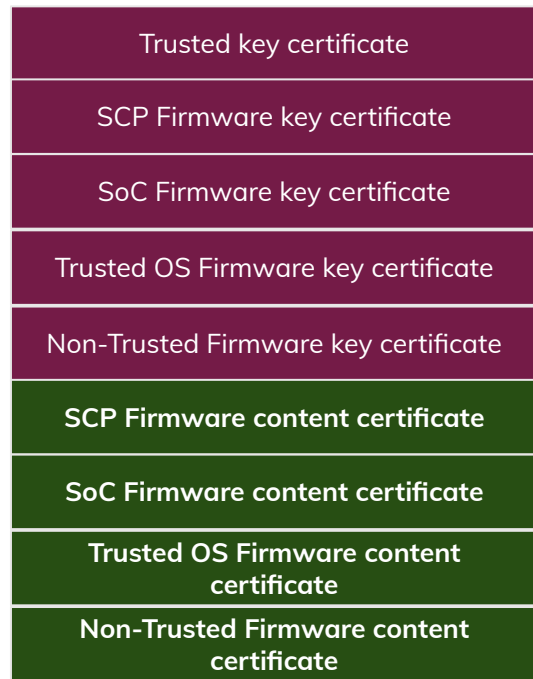 Trusted key certificate
SCP Firmware key certificate
SoC Firmware key certificate
Trusted OS Firmware key certificate
Non-Trusted Firmware key certificate
SCP Firmware content certificate
SoC Firmware content certificate
Trusted OS Firmware content
certificate
Non-Trusted Firmware content
certificate